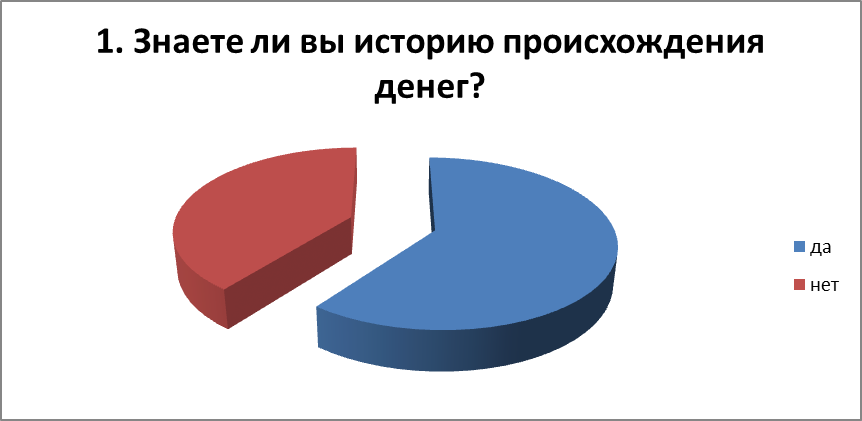 1. Знаете ли вы историю происхождения
денег?
да
нет